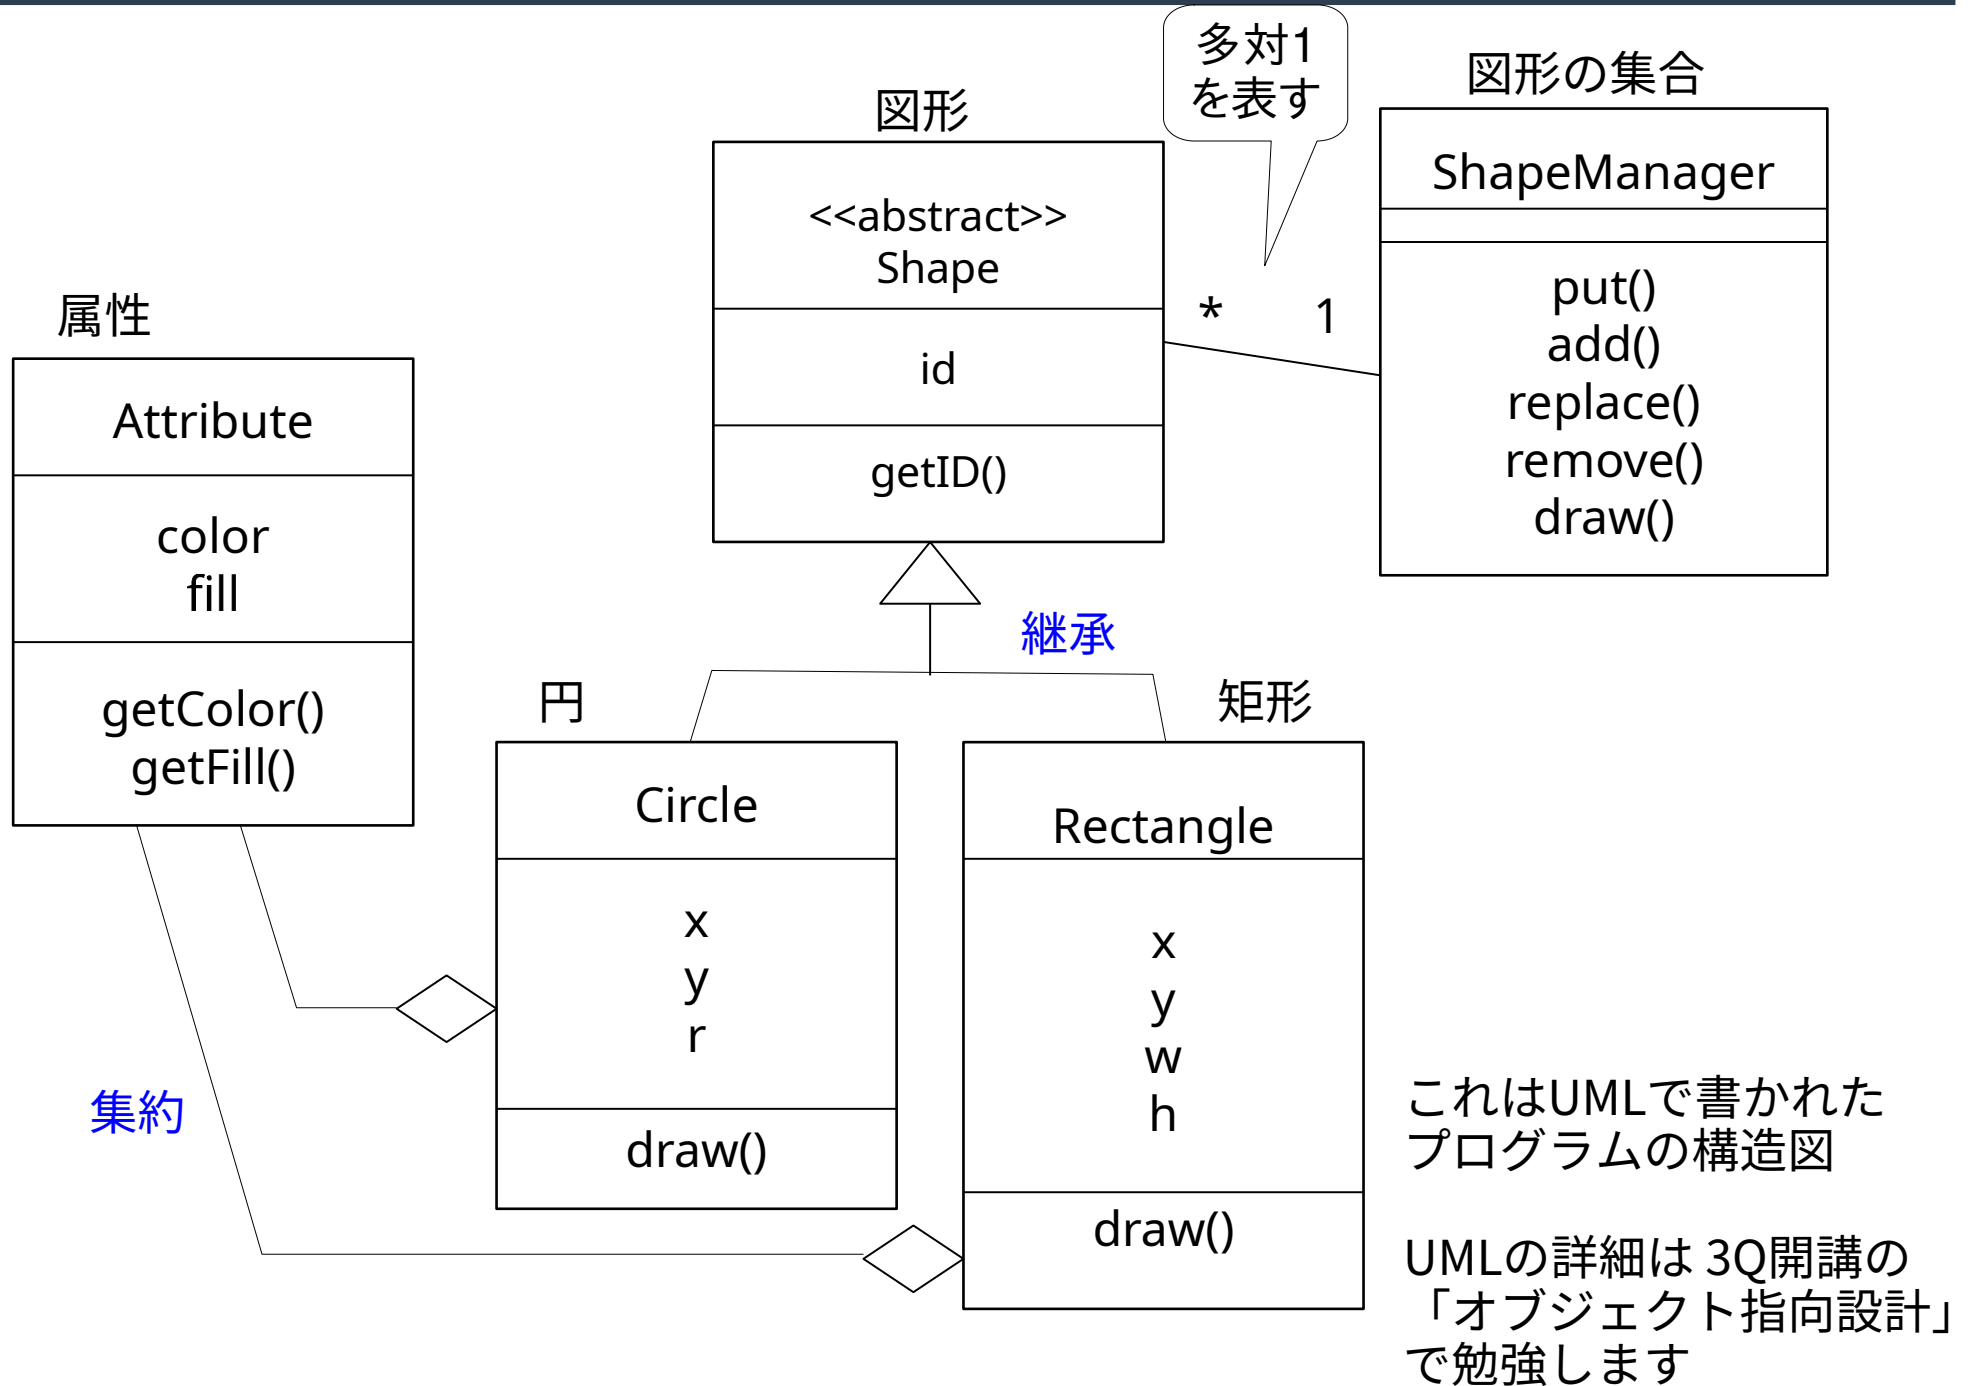 多対1
を表す
図形の集合
図形
ShapeManager
<<abstract>>
Shape
put()
add()
replace()
remove()
draw()
* 1
id
getID()
属性
Attribute
color
fill
getColor()
getFill()
継承
円
矩形
Circle
x
y
r
draw()
Rectangle
x
y
w
h
draw()
集約
これはUMLで書かれた
プログラムの構造図
UMLの詳細は 3Q開講の
「オブジェクト指向設計」
で勉強します